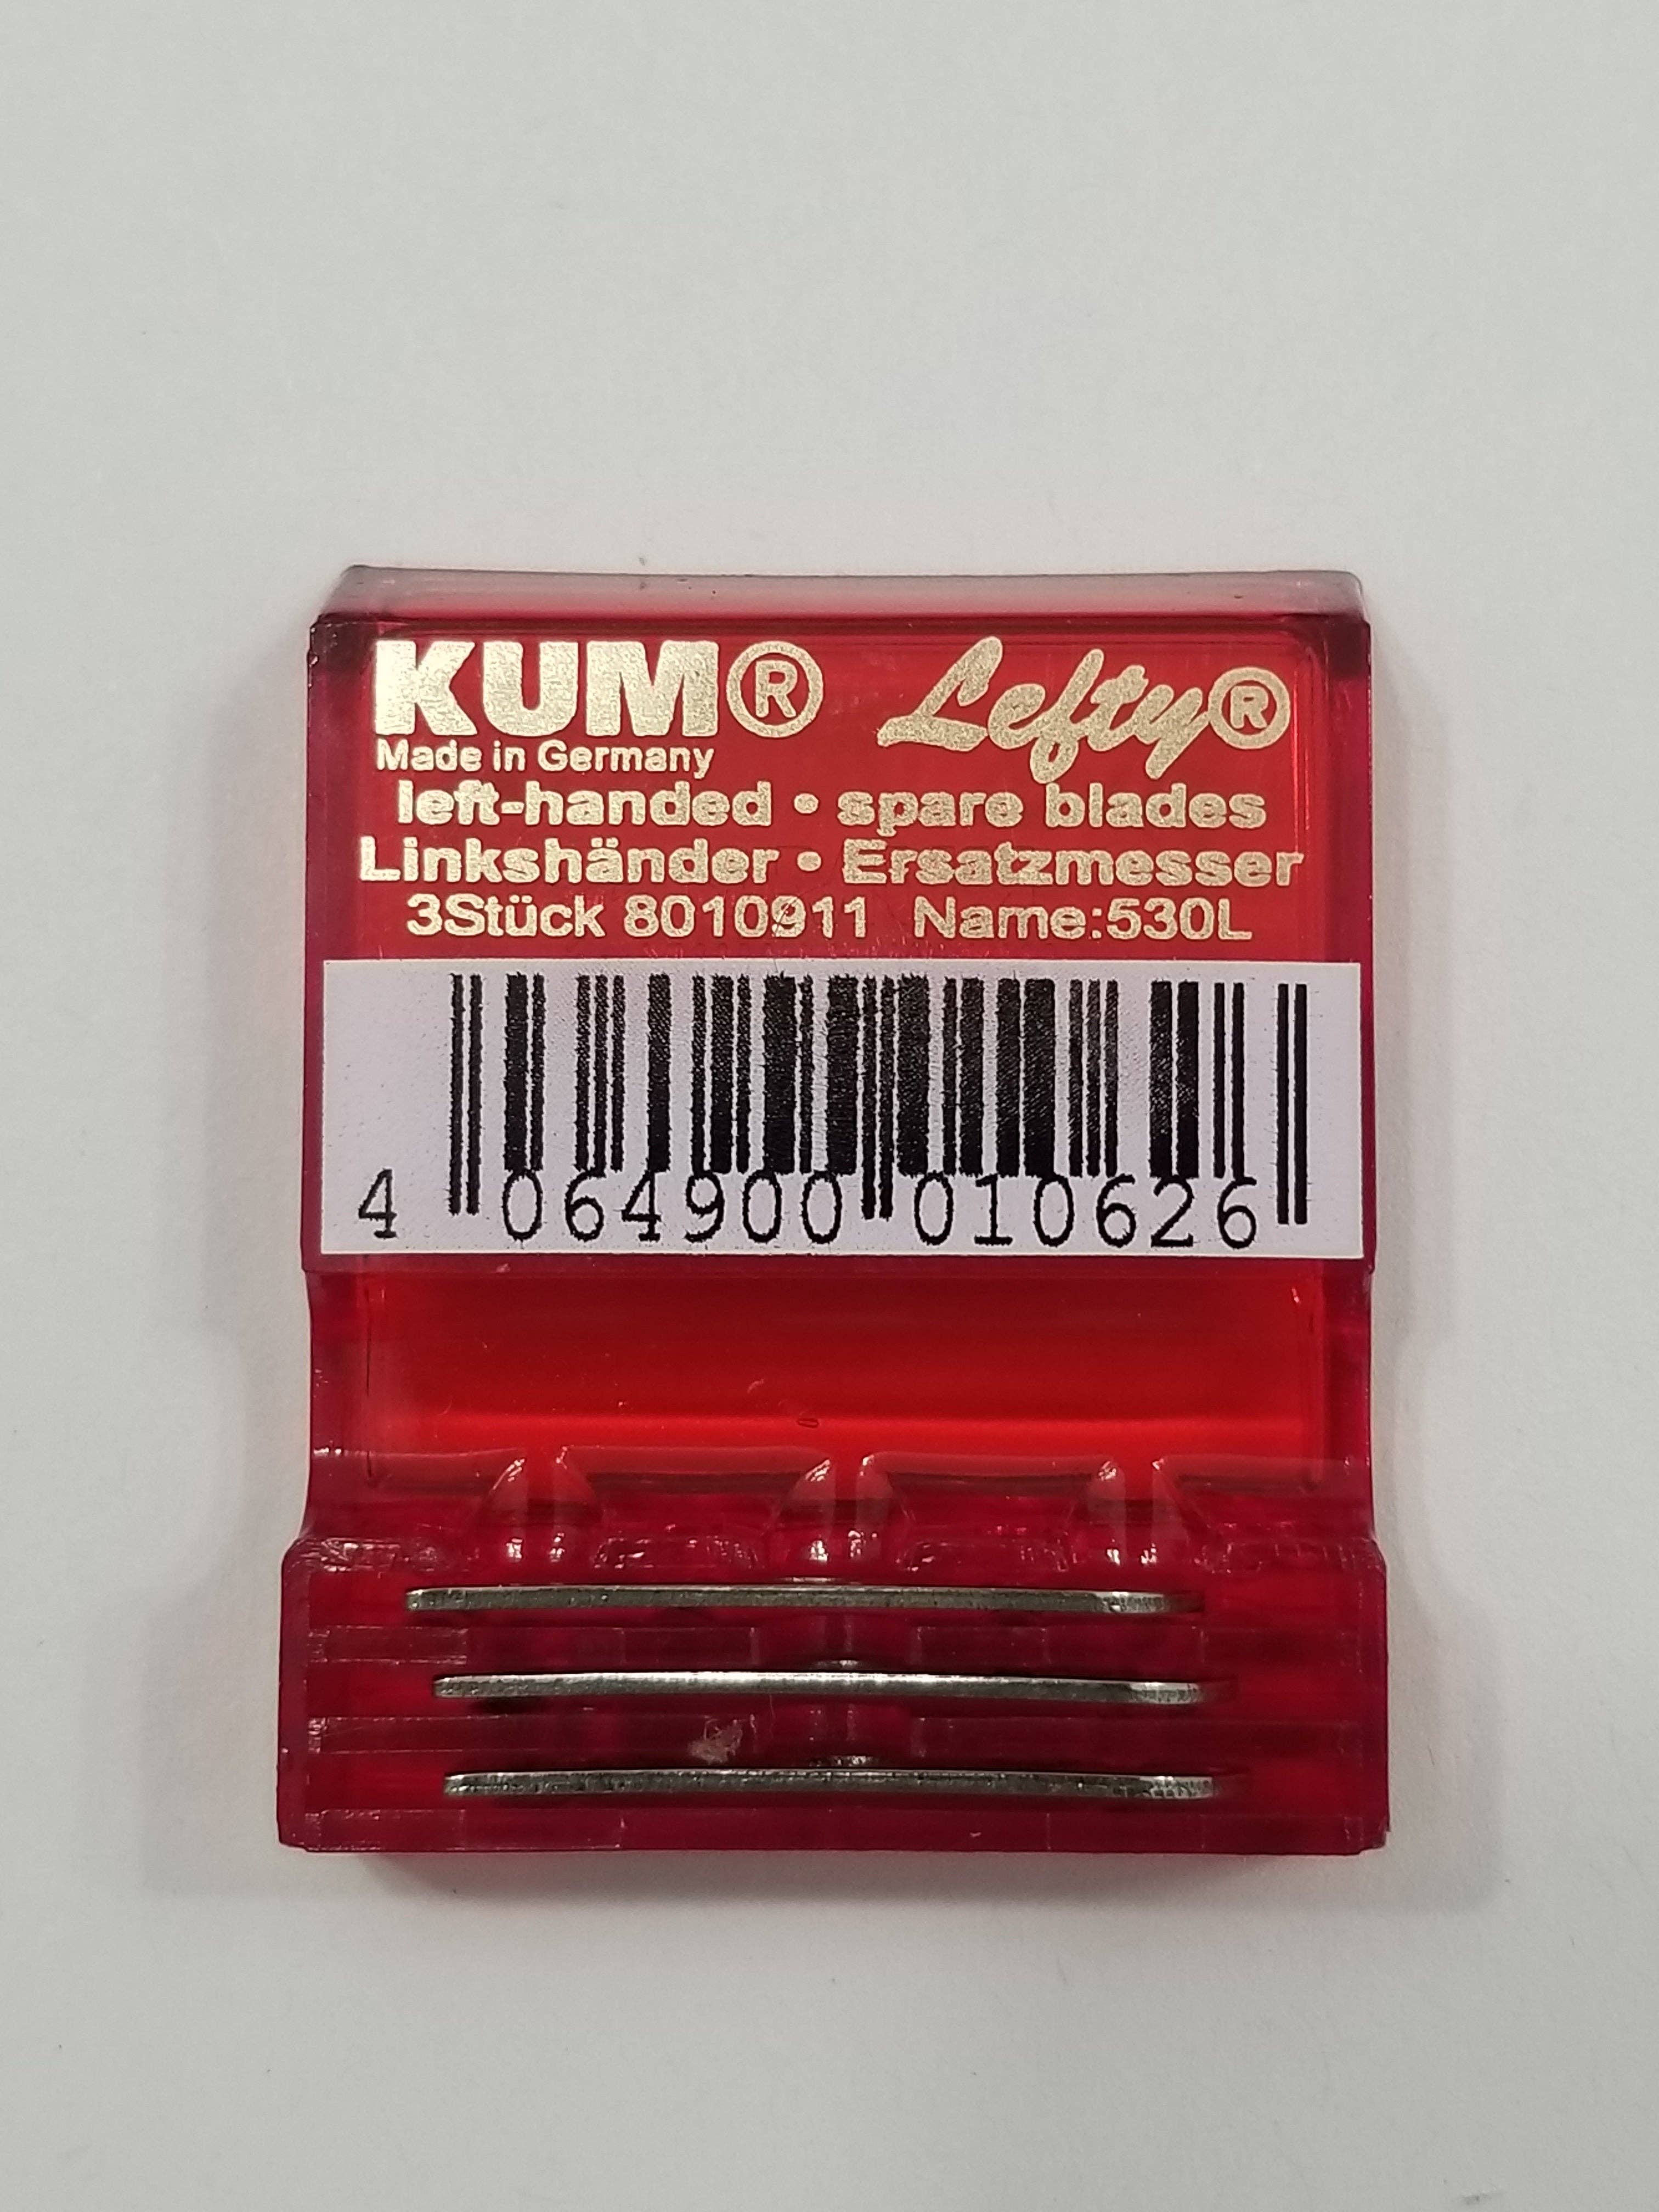 KUM® Lefty®
Made in Germany
left-handed • spare blades
Linkshänder • Ersatzmesser
3Stück 8010911 Name:530L
4 064900 010626